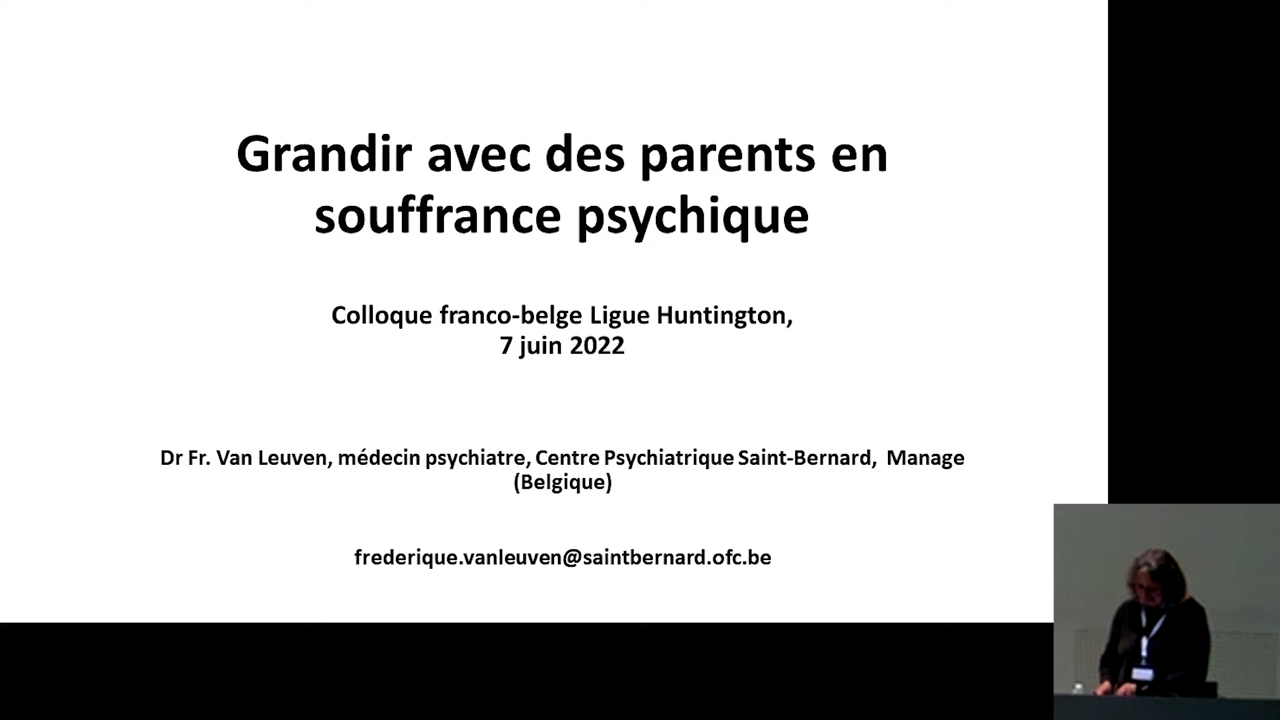 Grandir avec des parents en
souffrance psychique
Colloque franco-belge Ligue Huntington,
7 juin 2022
Dr Fr. Van Leuven, médecin psychiatre, Centre Psychiatrique Saint-Bernard, Manage
(Belgique)
frederique.vanleuven@saintbernard.ofc.be